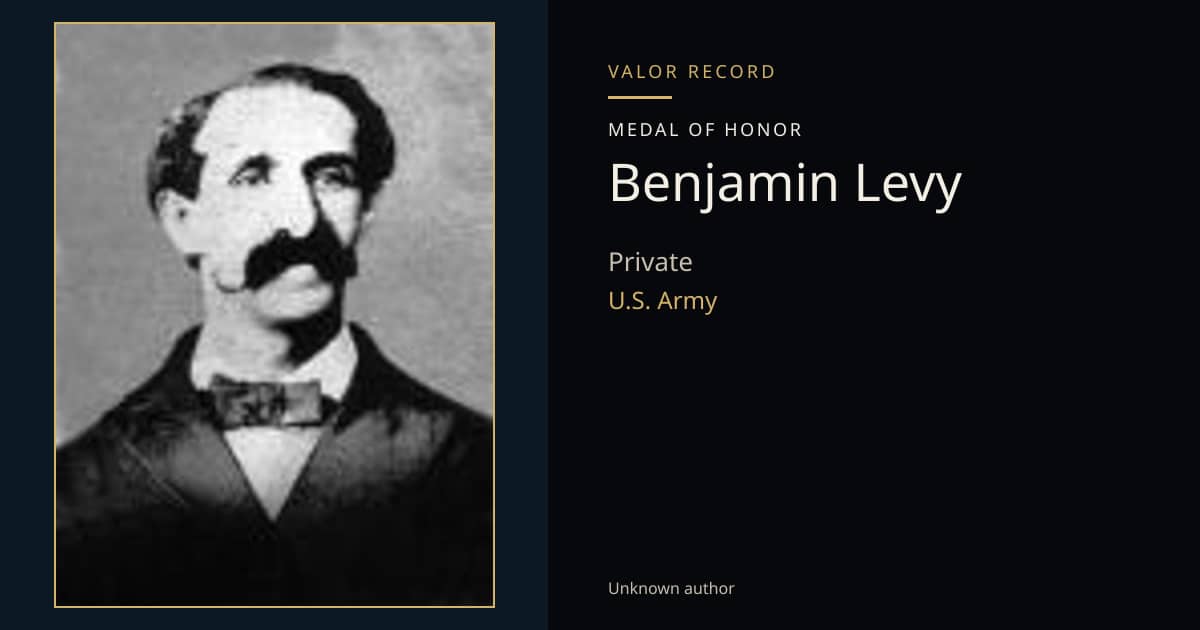 VALOR RECORD
MEDAL OF HONOR
Benjamin Levy
Private
U.S. Army
Unknown author